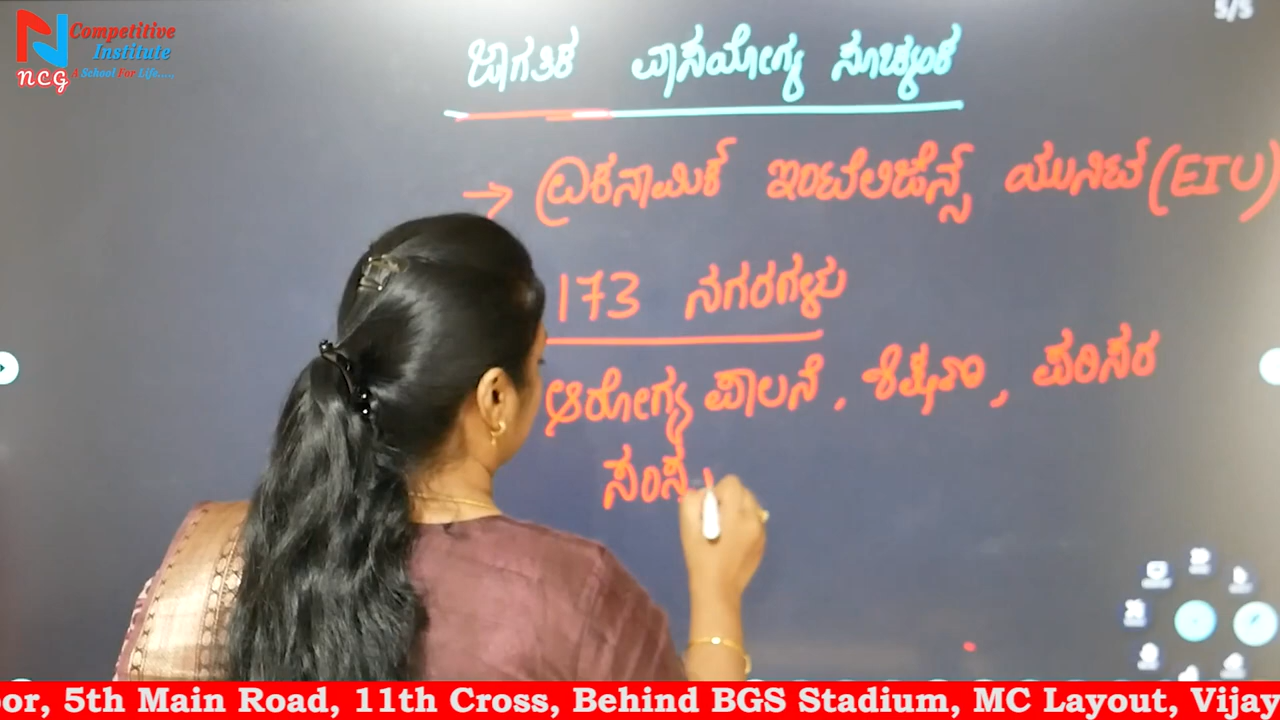 5/5
Competitive
Institute
NCG A School For Life.....
ಜಾಗತಿಕ ವಾಸಯೋಗ್ಯ ಸೂಚ್ಯಂಕ
→ ಎಕನಾಮಿಕ್ ಇಂಟೆಲಿಜೆನ್ಸ್ ಯುನಿಟ್ (EIU)
173 ನಗರಗಳು
ಆರೋಗ್ಯ ಪಾಲನೆ, ಶಿಕ್ಷಣ, ಪರಿಸರ
ಸಂಸ
oor, 5th Main Road, 11th Cross, Behind BGS Stadium, MC Layout, Vijay